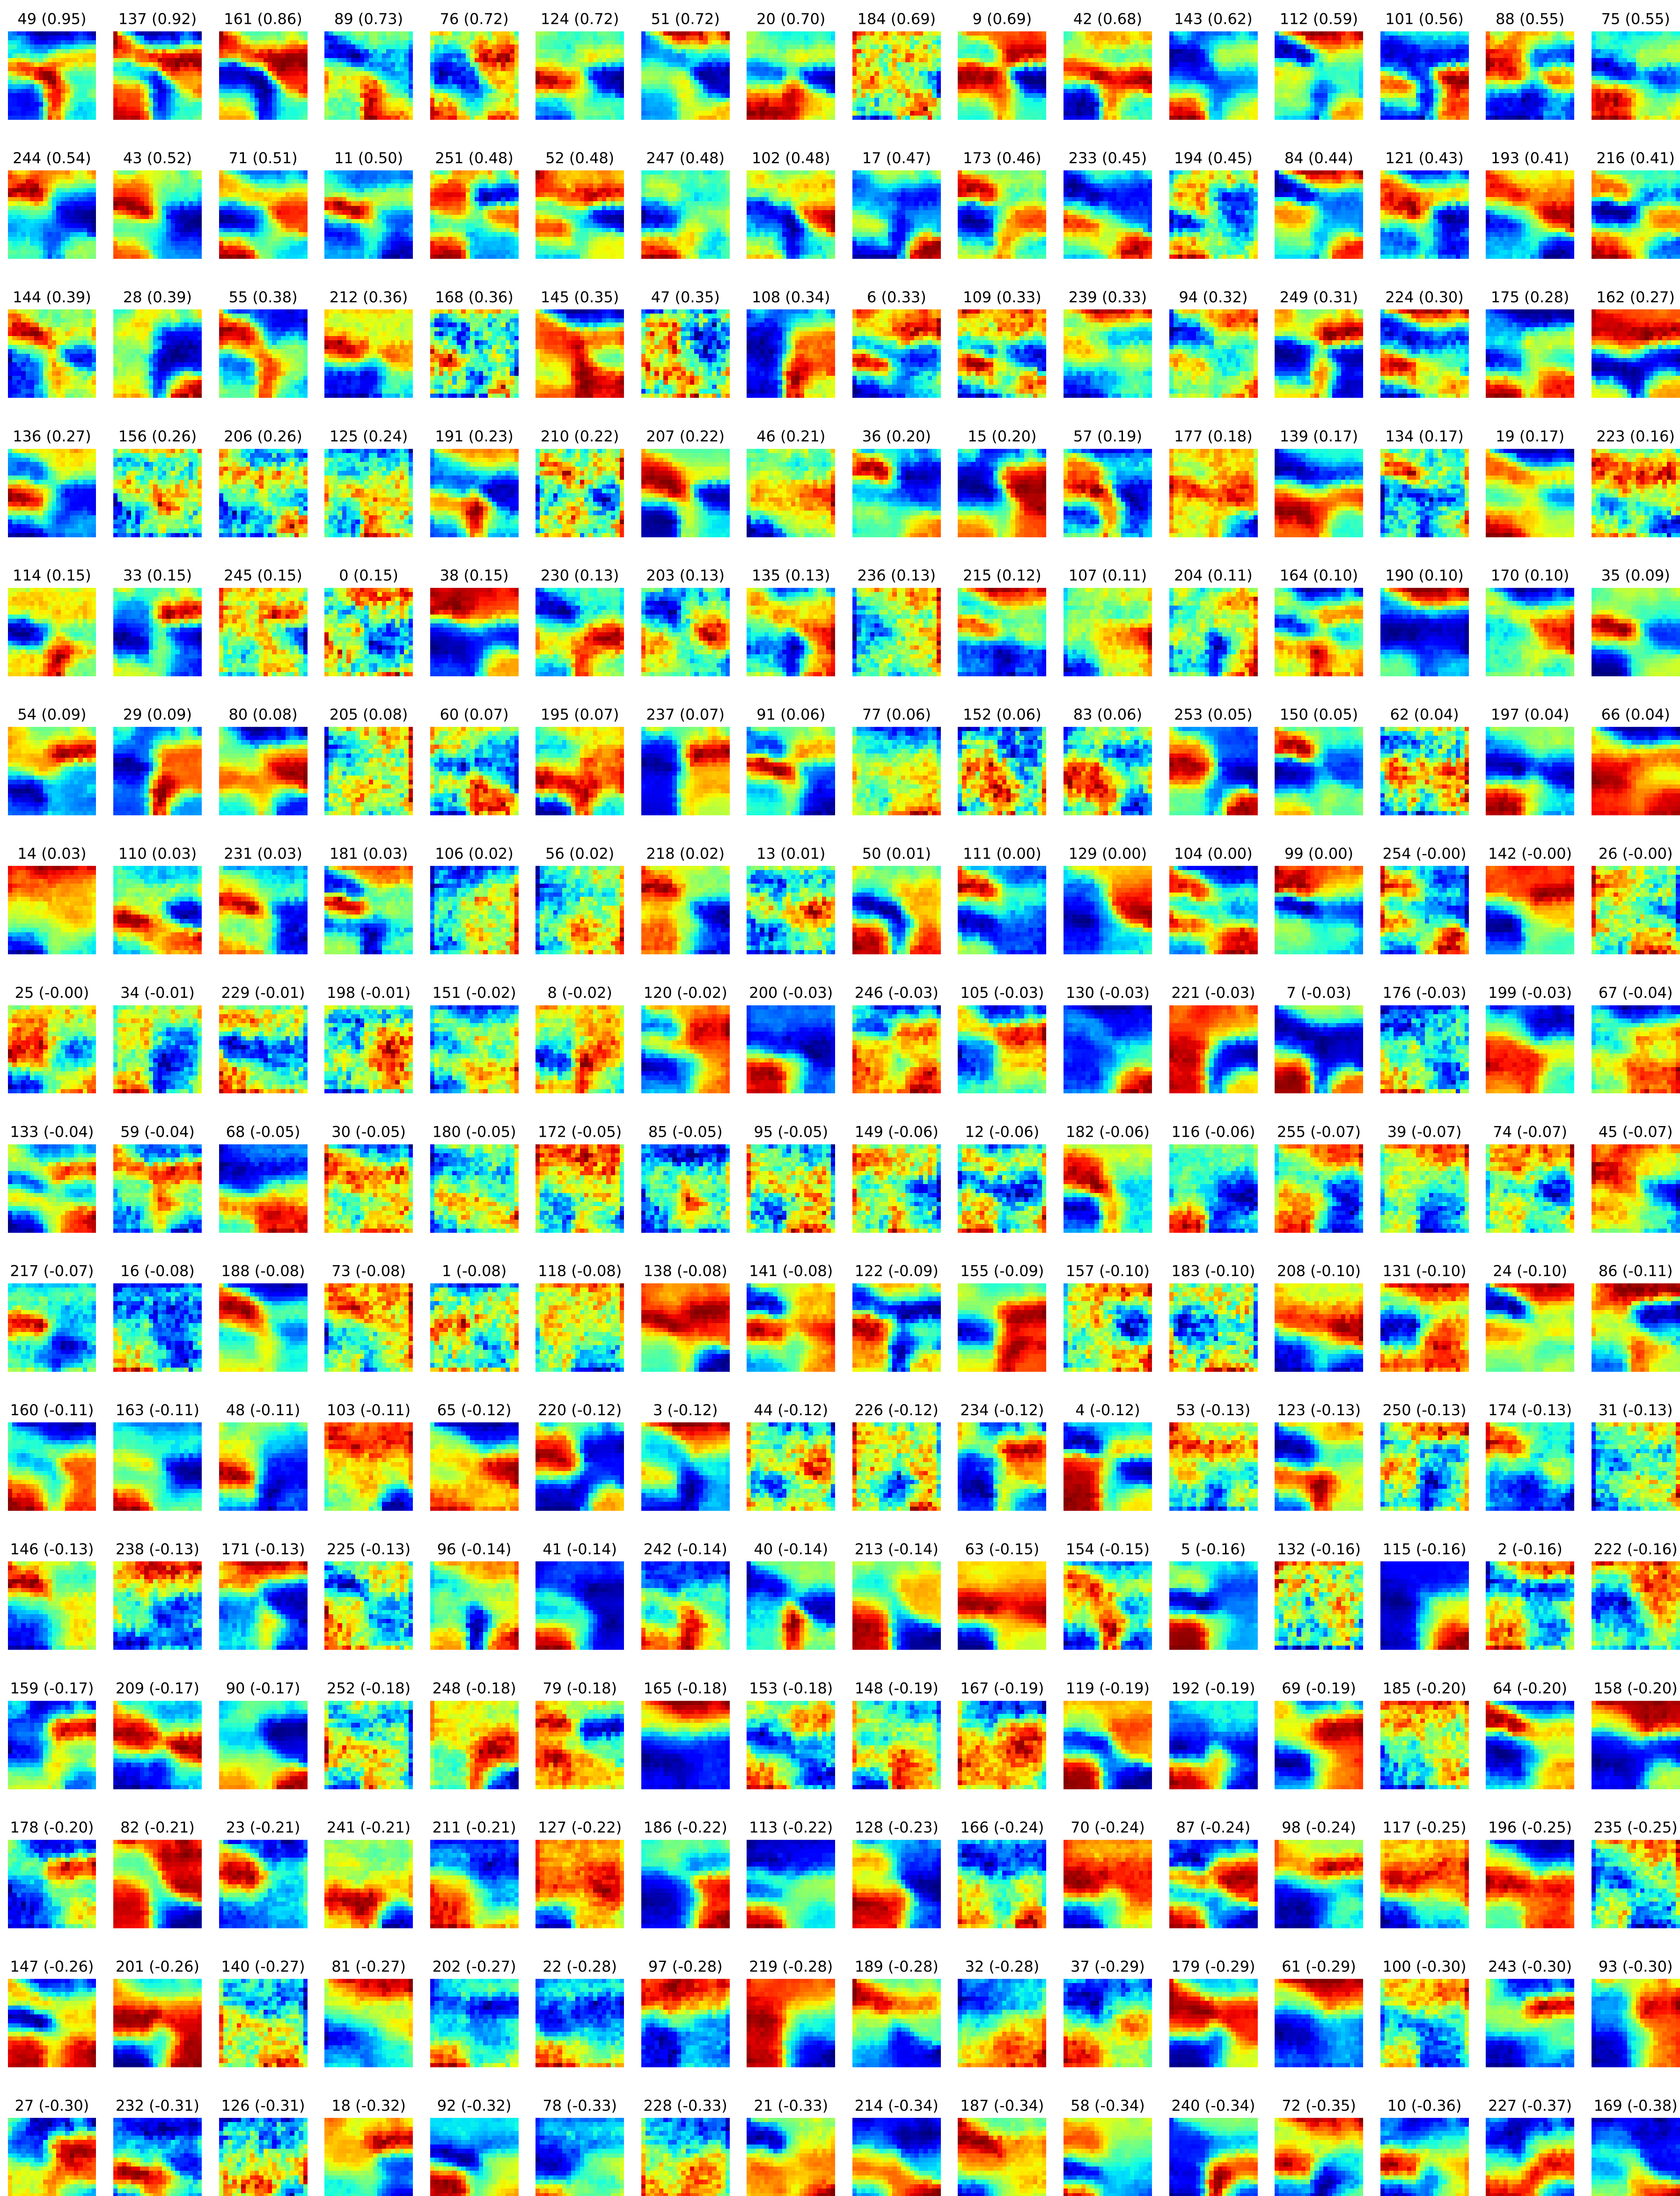 49 (0.95) 137 (0.92) 161 (0.86) 89 (0.73) 76 (0.72) 124 (0.72) 51 (0.72) 20 (0.70) 184 (0.69) 9 (0.69) 42 (0.68) 143 (0.62) 112 (0.59) 101 (0.56) 88 (0.55) 75 (0.55)
244 (0.54) 43 (0.52) 71 (0.51) 11 (0.50) 251 (0.48) 52 (0.48) 247 (0.48) 102 (0.48) 17 (0.47) 173 (0.46) 233 (0.45) 194 (0.45) 84 (0.44) 121 (0.43) 193 (0.41) 216 (0.41)
144 (0.39) 28 (0.39) 55 (0.38) 212 (0.36) 168 (0.36) 145 (0.35) 47 (0.35) 108 (0.34) 6 (0.33) 109 (0.33) 239 (0.33) 94 (0.32) 249 (0.31) 224 (0.30) 175 (0.28) 162 (0.27)
136 (0.27) 156 (0.26) 206 (0.26) 125 (0.24) 191 (0.23) 210 (0.22) 207 (0.22) 46 (0.21) 36 (0.20) 15 (0.20) 57 (0.19) 177 (0.18) 139 (0.17) 134 (0.17) 19 (0.17) 223 (0.16)
114 (0.15) 33 (0.15) 245 (0.15) 0 (0.15) 38 (0.15) 230 (0.13) 203 (0.13) 135 (0.13) 236 (0.13) 215 (0.12) 107 (0.11) 204 (0.11) 164 (0.10) 190 (0.10) 170 (0.10) 35 (0.09)
54 (0.09) 29 (0.09) 80 (0.08) 205 (0.08) 60 (0.07) 195 (0.07) 237 (0.07) 91 (0.06) 77 (0.06) 152 (0.06) 83 (0.06) 253 (0.05) 150 (0.05) 62 (0.04) 197 (0.04) 66 (0.04)
14 (0.03) 110 (0.03) 231 (0.03) 181 (0.03) 106 (0.02) 56 (0.02) 218 (0.02) 13 (0.01) 50 (0.01) 111 (0.00) 129 (0.00) 104 (0.00) 99 (0.00) 254 (-0.00) 142 (-0.00) 26 (-0.00)
25 (-0.00) 34 (-0.01) 229 (-0.01) 198 (-0.01) 151 (-0.02) 8 (-0.02) 120 (-0.02) 200 (-0.03) 246 (-0.03) 105 (-0.03) 130 (-0.03) 221 (-0.03) 7 (-0.03) 176 (-0.03) 199 (-0.03) 67 (-0.04)
133 (-0.04) 59 (-0.04) 68 (-0.05) 30 (-0.05) 180 (-0.05) 172 (-0.05) 85 (-0.05) 95 (-0.05) 149 (-0.06) 12 (-0.06) 182 (-0.06) 116 (-0.06) 255 (-0.07) 39 (-0.07) 74 (-0.07) 45 (-0.07)
217 (-0.07) 16 (-0.08) 188 (-0.08) 73 (-0.08) 1 (-0.08) 118 (-0.08) 138 (-0.08) 141 (-0.08) 122 (-0.09) 155 (-0.09) 157 (-0.10) 183 (-0.10) 208 (-0.10) 131 (-0.10) 24 (-0.10) 86 (-0.11)
160 (-0.11) 163 (-0.11) 48 (-0.11) 103 (-0.11) 65 (-0.12) 220 (-0.12) 3 (-0.12) 44 (-0.12) 226 (-0.12) 234 (-0.12) 4 (-0.12) 53 (-0.13) 123 (-0.13) 250 (-0.13) 174 (-0.13) 31 (-0.13)
146 (-0.13) 238 (-0.13) 171 (-0.13) 225 (-0.13) 96 (-0.14) 41 (-0.14) 242 (-0.14) 40 (-0.14) 213 (-0.14) 63 (-0.15) 154 (-0.15) 5 (-0.16) 132 (-0.16) 115 (-0.16) 2 (-0.16) 222 (-0.16)
159 (-0.17) 209 (-0.17) 90 (-0.17) 252 (-0.18) 248 (-0.18) 79 (-0.18) 165 (-0.18) 153 (-0.18) 148 (-0.19) 167 (-0.19) 119 (-0.19) 192 (-0.19) 69 (-0.19) 185 (-0.20) 64 (-0.20) 158 (-0.20)
178 (-0.20) 82 (-0.21) 23 (-0.21) 241 (-0.21) 211 (-0.21) 127 (-0.22) 186 (-0.22) 113 (-0.22) 128 (-0.23) 166 (-0.24) 70 (-0.24) 87 (-0.24) 98 (-0.24) 117 (-0.25) 196 (-0.25) 235 (-0.25)
147 (-0.26) 201 (-0.26) 140 (-0.27) 81 (-0.27) 202 (-0.27) 22 (-0.28) 97 (-0.28) 219 (-0.28) 189 (-0.28) 32 (-0.28) 37 (-0.29) 179 (-0.29) 61 (-0.29) 100 (-0.30) 243 (-0.30) 93 (-0.30)
27 (-0.30) 232 (-0.31) 126 (-0.31) 18 (-0.32) 92 (-0.32) 78 (-0.33) 228 (-0.33) 21 (-0.33) 214 (-0.34) 187 (-0.34) 58 (-0.34) 240 (-0.34) 72 (-0.35) 10 (-0.36) 227 (-0.37) 169 (-0.38)